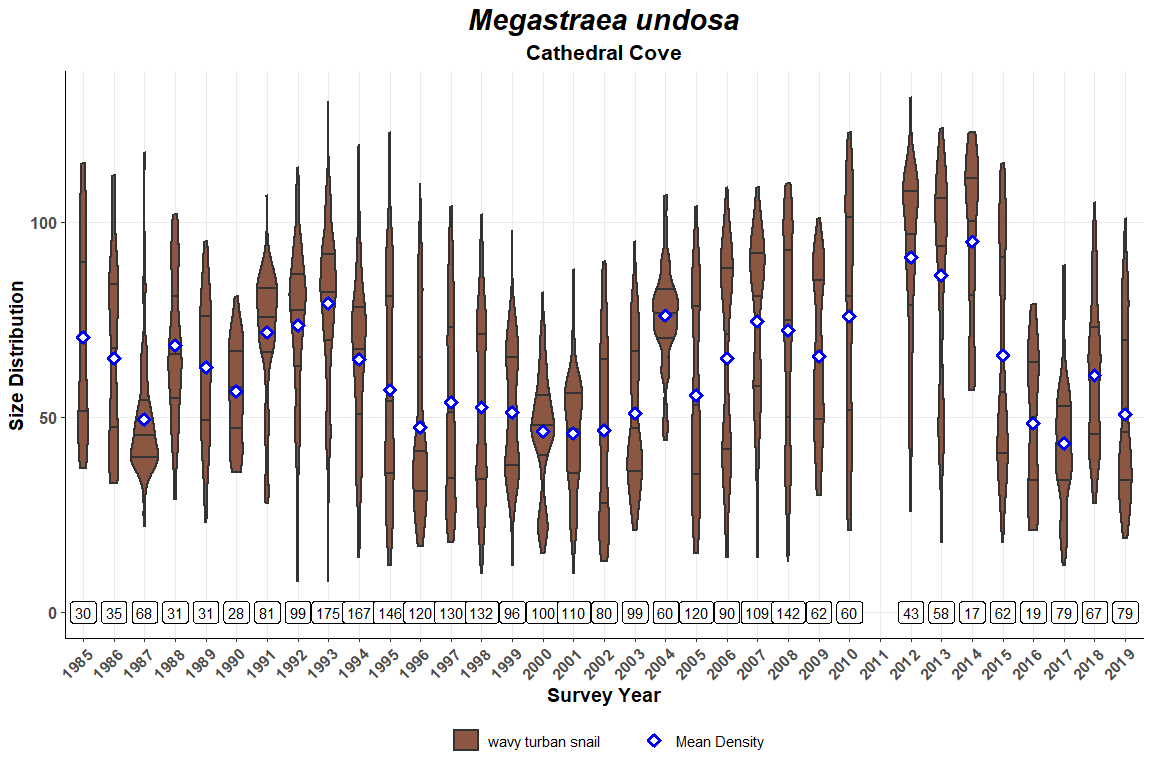 Megastraea undosa
Cathedral Cove
Size Distribution
100
50
0
30 35 68 31 31 28 81 99 175 167 146 120 130 132 96 100 110 80 99 60 120 90 109 142 62 60 43 58 17 62 19 79 67 79
1985 1986 1987 1988 1989 1990 1991 1992 1993 1994 1995 1996 1997 1998 1999 2000 2001 2002 2003 2004 2005 2006 2007 2008 2009 2010 2011 2012 2013 2014 2015 2016 2017 2018 2019
Survey Year
wavy turban snail Mean Density